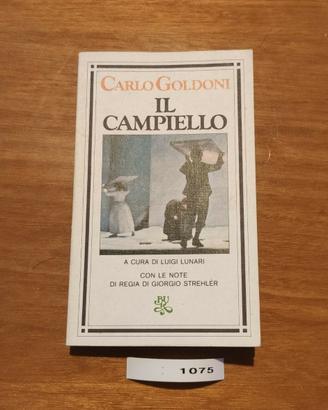 CARLO GOLDONI
IL
CAMPIELLO
A CURA DI LUIGI LUNARI
CON LE NOTE
DI REGIA DI GIORGIO STREHLER
BUR
1075